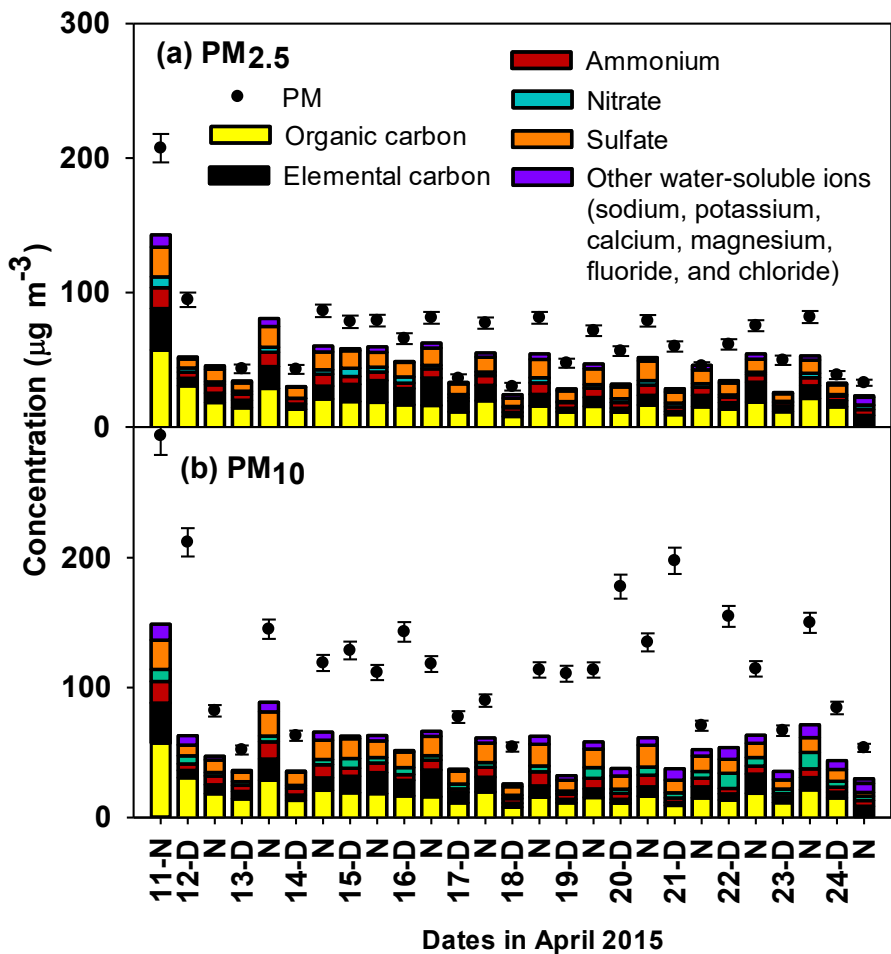 300
(a) PM2.5
PM
Organic carbon
Elemental carbon
Ammonium
Nitrate
Sulfate
Other water-soluble ions
(sodium, potassium,
calcium, magnesium,
fluoride, and chloride)
200
100
0
Concentration (μg m-3)
(b) PM10
200
100
0
11-N
12-D
N
13-D
N
14-D
N
15-D
N
16-D
N
17-D
N
18-D
N
19-D
N
20-D
N
21-D
N
22-D
N
23-D
N
24-D
N
Dates in April 2015